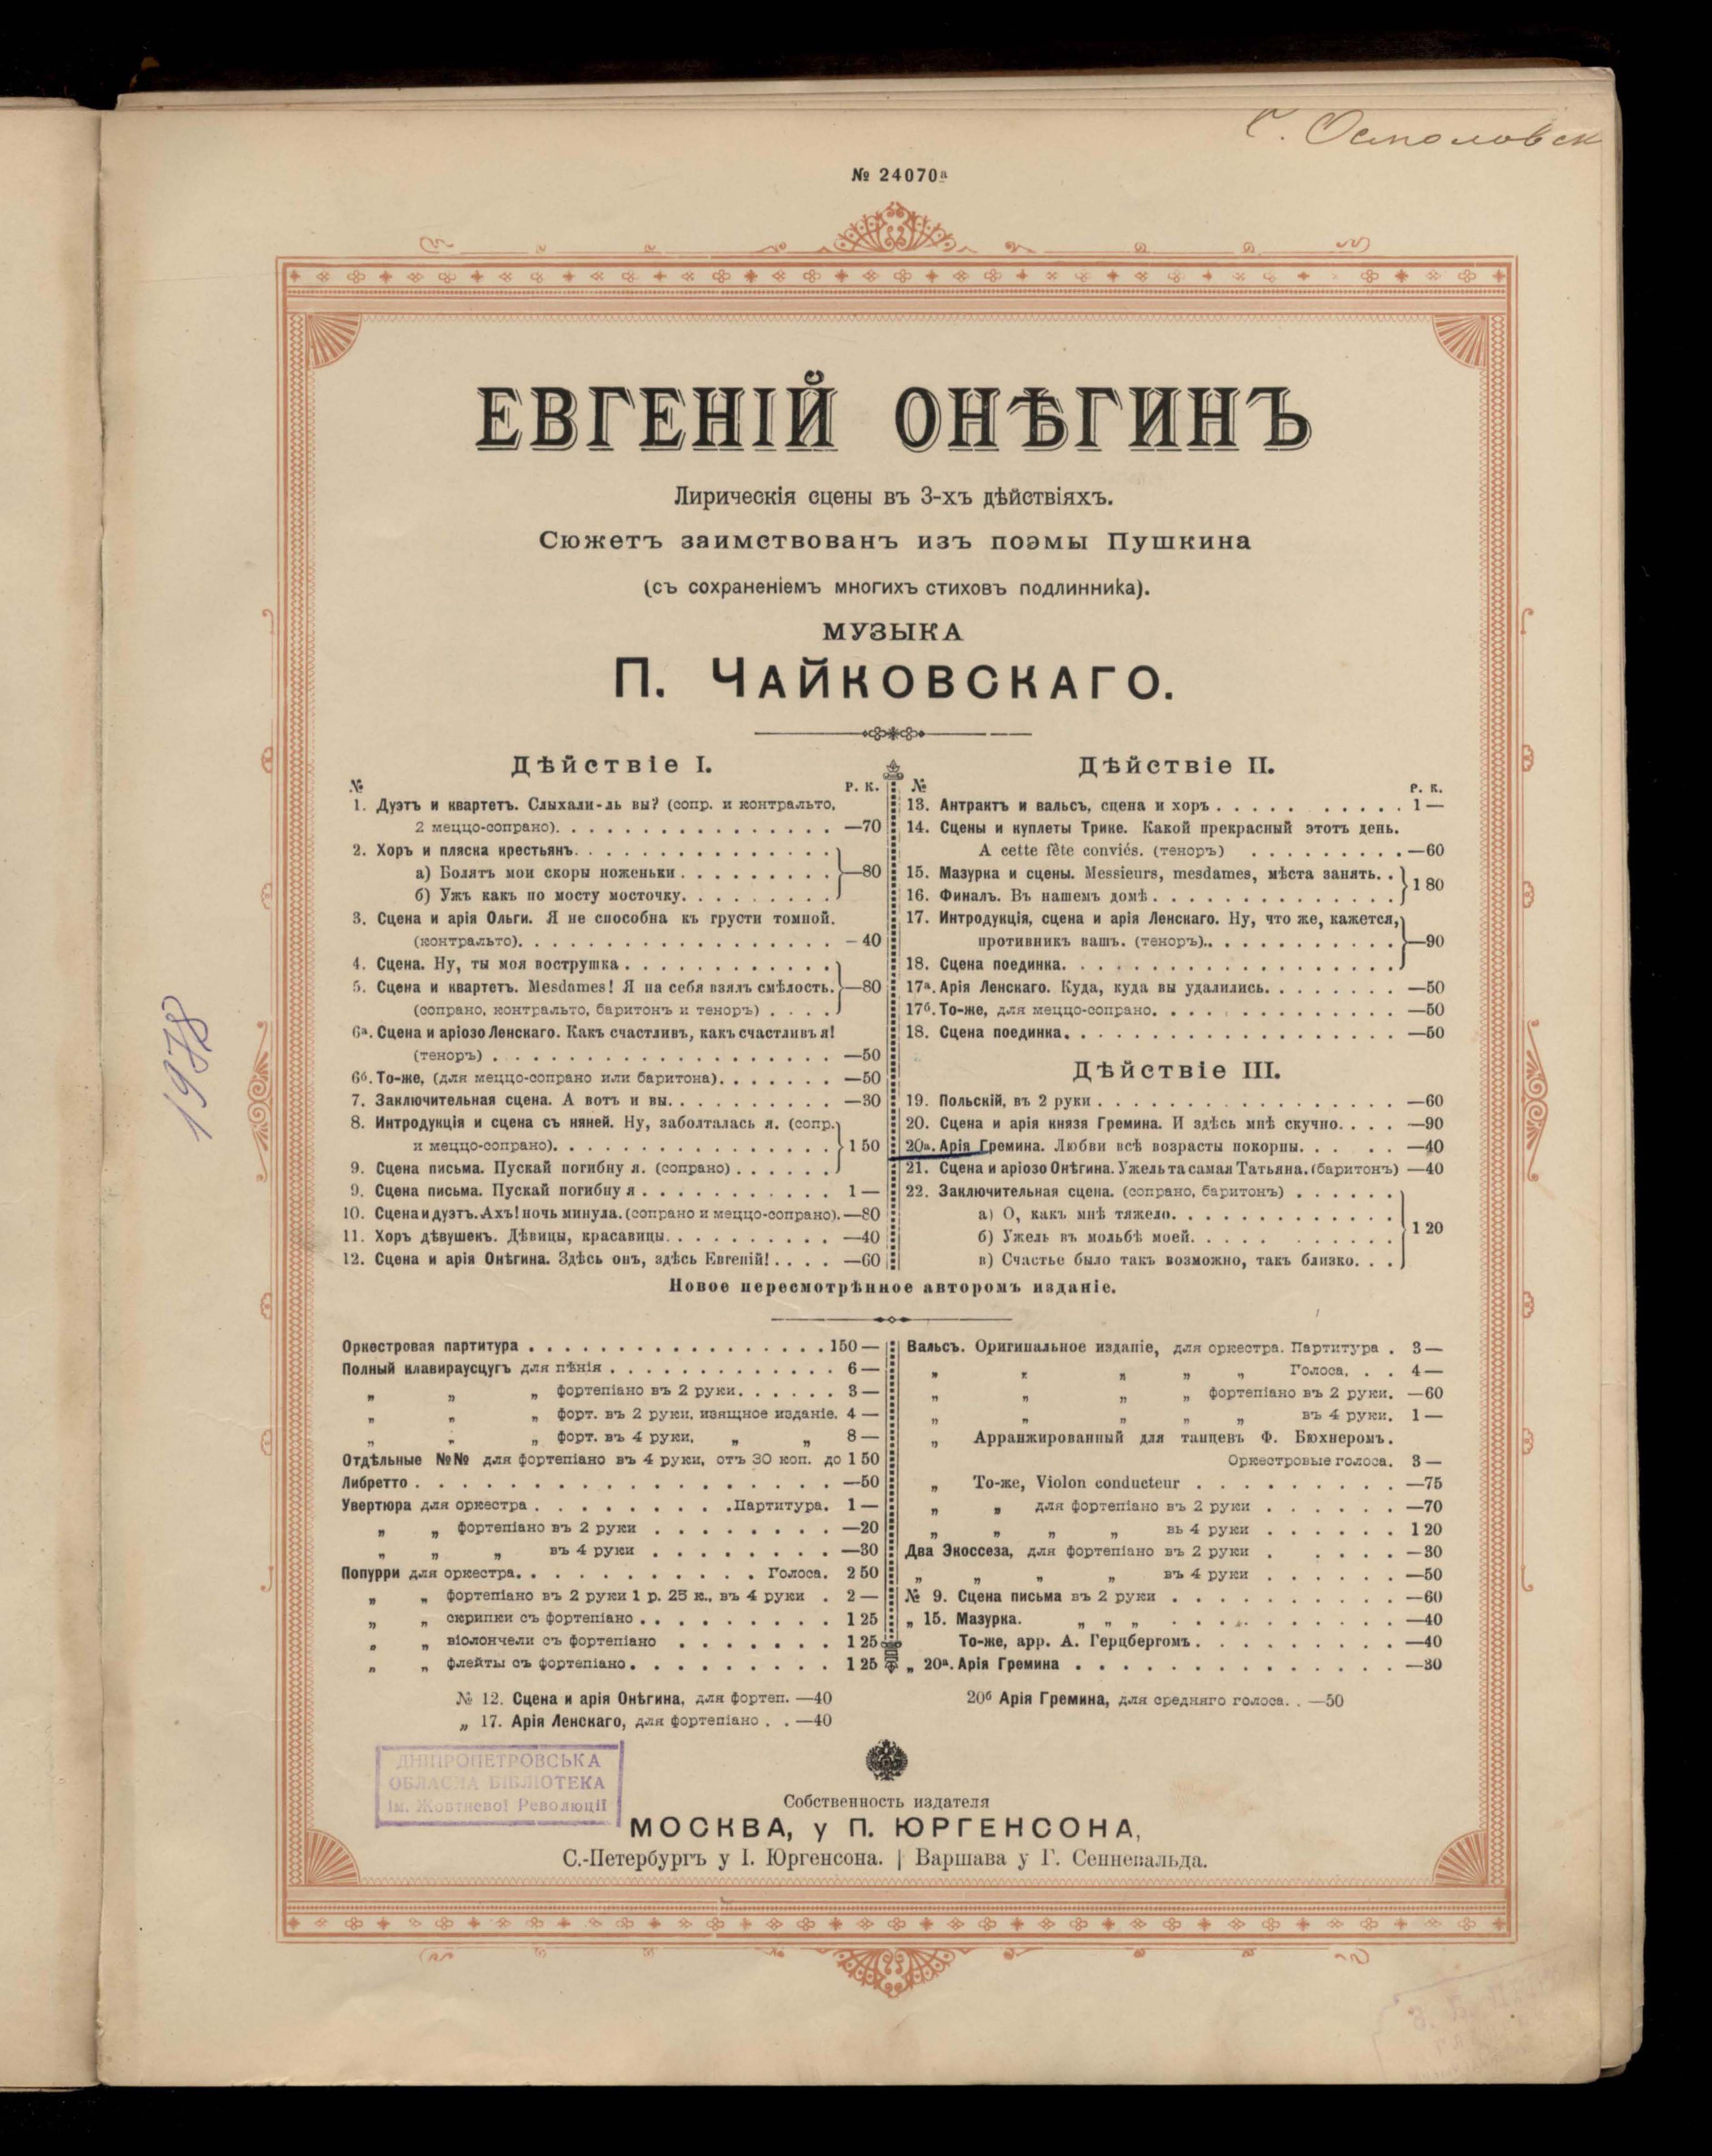 С. Осмоловск
№ 24070а
ЕВГЕНІЙ ОНѢГИНЪ
Лирическія сцены въ 3-хъ дѣйствіяхъ.
Сюжетъ заимствованъ изъ поэмы Пушкина
(съ сохраненіемъ многихъ стиховъ подлинника).
МУЗЫКА
П. ЧАЙКОВСКАГО.
Дѣйствіе I.
№ Р. К.
1. Дуэтъ и квартетъ. Слыхали-ль вы? (сопр. и контральто,
2 меццо-сопрано). —70
2. Хоръ и пляска крестьянъ.
а) Болятъ мои скоры ноженьки. —80
б) Ужъ какъ по мосту мосточку.
3. Сцена и арія Ольги. Я не способна къ грусти томной.
(контральто). —40
4. Сцена. Ну, ты моя вострушка
5. Сцена и квартетъ. Mesdames! Я на себя взялъ смѣлость. —80
(сопрано, контральто, баритонъ и теноръ)
6а. Сцена и аріозо Ленскаго. Какъ счастливъ, какъ счастливъ я!
(теноръ) —50
6б. То-же, (для меццо-сопрано или баритона). —50
7. Заключительная сцена. А вотъ и вы. —30
8. Интродукція и сцена съ няней. Ну, заболталась я. (сопр.
и меццо-сопрано). 1 50
9. Сцена письма. Пускай погибну я. (сопрано)
9. Сцена письма. Пускай погибну я 1 —
10. Сцена и дуэтъ. Ахъ! ночь минула. (сопрано и меццо-сопрано). —80
11. Хоръ дѣвушекъ. Дѣвицы, красавицы. —40
12. Сцена и арія Онѣгина. Здѣсь онъ, здѣсь Евгеній! —60
Дѣйствіе II.
№ Р. К.
13. Антрактъ и вальсъ, сцена и хоръ 1 —
14. Сцены и куплеты Трике. Какой прекрасный этотъ день.
A cette fête conviés. (теноръ) —60
15. Мазурка и сцены. Messieurs, mesdames, мѣста занять. 1 80
16. Финалъ. Въ нашемъ домѣ.
17. Интродукція, сцена и арія Ленскаго. Ну, что же, кажется,
противникъ вашъ. (теноръ). —90
18. Сцена поединка.
17а. Арія Ленскаго. Куда, куда вы удалились. —50
17б. То-же, для меццо-сопрано. —50
18. Сцена поединка. —50
Дѣйствіе III.
19. Польскій, въ 2 руки —60
20. Сцена и арія князя Гремина. И здѣсь мнѣ скучно. —90
20а. Арія Гремина. Любви всѣ возрасты покорны. —40
21. Сцена и аріозо Онѣгина. Ужель та самая Татьяна. (баритонъ) —40
22. Заключительная сцена. (сопрано, баритонъ)
а) О, какъ мнѣ тяжело.
б) Ужель въ мольбѣ моей. 1 20
в) Счастье было такъ возможно, такъ близко.
Новое пересмотрѣнное авторомъ изданіе.
Оркестровая партитура 150 —
Полный клавираусцугъ для пѣнія 6 —
„ „ „ фортепіано въ 2 руки. 3 —
„ „ „ форт. въ 2 руки, изящное изданіе. 4 —
„ „ „ форт. въ 4 руки, „ „ 8 —
Отдѣльные №№ для фортепіано въ 4 руки, отъ 30 коп. до 1 50
Либретто —50
Увертюра для оркестра Партитура. 1 —
„ „ фортепіано въ 2 руки —20
„ „ „ въ 4 руки —30
Попурри для оркестра. Голоса. 2 50
„ „ фортепіано въ 2 руки 1 р. 25 к., въ 4 руки 2 —
„ „ скрипки съ фортепіано 1 25
„ „ віолончели съ фортепіано 1 25
„ „ флейты съ фортепіано. 1 25
Вальсъ. Оригинальное изданіе, для оркестра. Партитура 3 —
„ „ „ „ „ Голоса. 4 —
„ „ „ „ фортепіано въ 2 руки. —60
„ „ „ „ „ въ 4 руки. 1 —
„ Арранжированный для танцевъ Ф. Бюхнеромъ.
Оркестровые голоса. 3 —
„ То-же, Violon conducteur —75
„ „ для фортепіано въ 2 руки —70
„ „ „ „ въ 4 руки 1 20
Два Экоссеза, для фортепіано въ 2 руки —30
„ „ „ „ въ 4 руки —50
№ 9. Сцена письма въ 2 руки —60
„ 15. Мазурка. „ „ „ —40
То-же, арр. А. Герцбергомъ. —40
„ 20а. Арія Гремина —30
№ 12. Сцена и арія Онѣгина, для фортеп. —40
„ 17. Арія Ленскаго, для фортепіано —40
20б Арія Гремина, для средняго голоса. —50
ДНІПРОПЕТРОВСЬКА
ОБЛАСНА БІБЛІОТЕКА
ім. Жовтневої Революції
Собственность издателя
МОСКВА, у П. ЮРГЕНСОНА,
С.-Петербургъ у І. Юргенсона. | Варшава у Г. Сенневальда.
1978